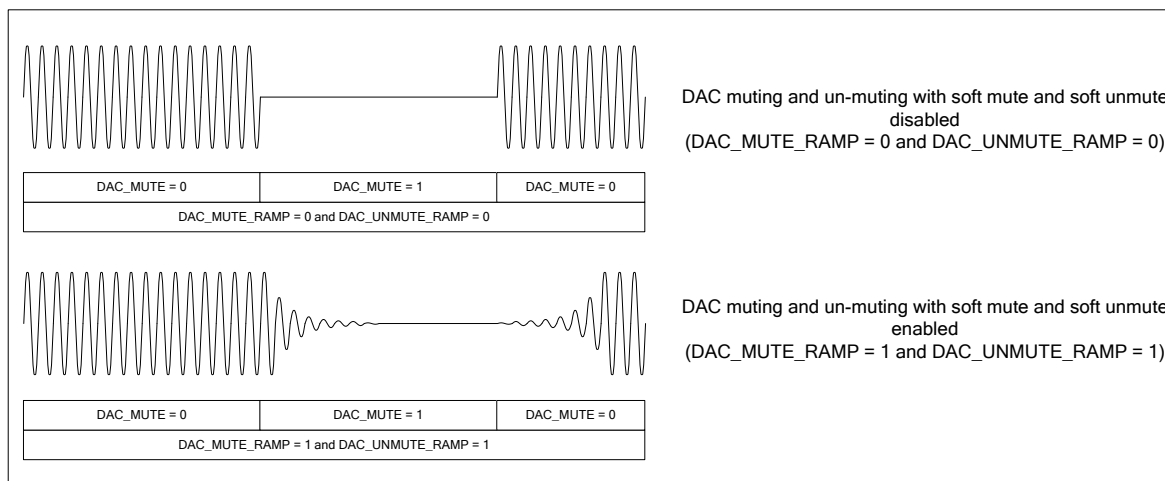 DAC muting and un-muting with soft mute and soft unmute
disabled
(DAC_MUTE_RAMP = 0 and DAC_UNMUTE_RAMP = 0)
DAC_MUTE = 0
DAC_MUTE = 1
DAC_MUTE = 0
DAC_MUTE_RAMP = 0 and DAC_UNMUTE_RAMP = 0
DAC muting and un-muting with soft mute and soft unmute
enabled
(DAC_MUTE_RAMP = 1 and DAC_UNMUTE_RAMP = 1)
DAC_MUTE = 0
DAC_MUTE = 1
DAC_MUTE = 0
DAC_MUTE_RAMP = 1 and DAC_UNMUTE_RAMP = 1